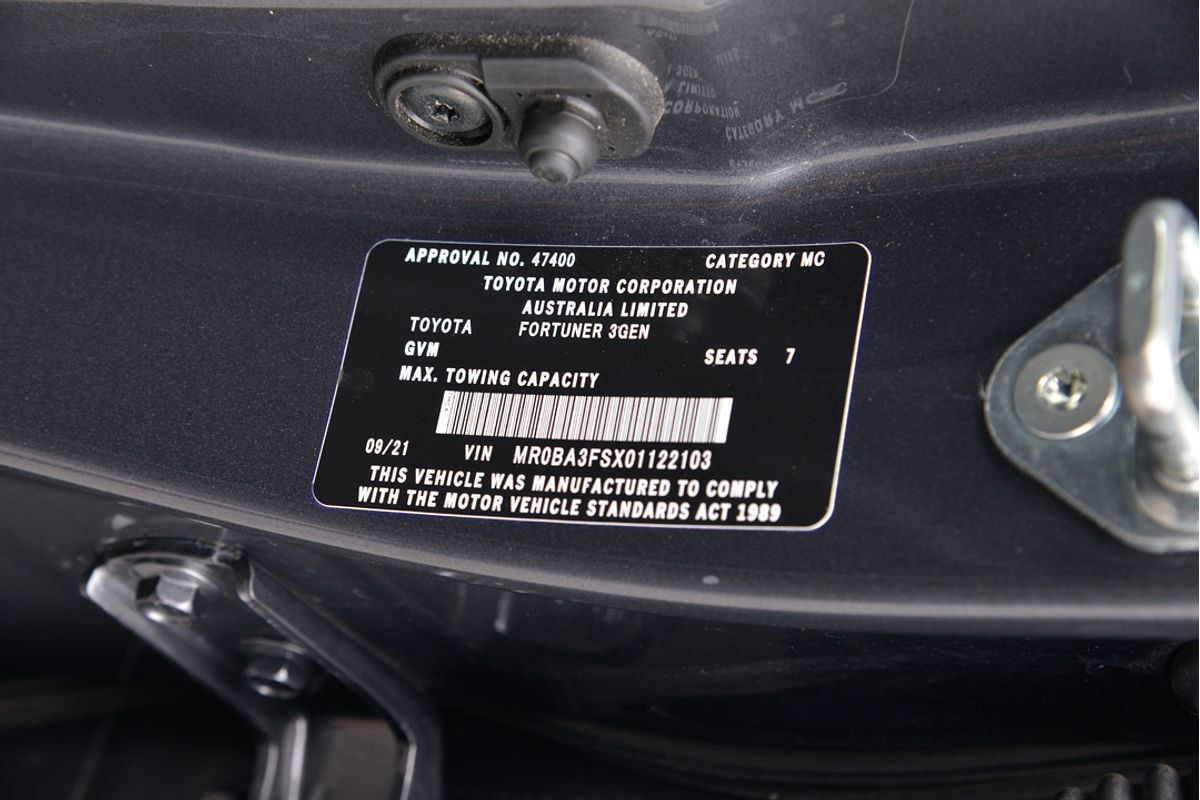 APPROVAL NO. 47400 CATEGORY MC
TOYOTA MOTOR CORPORATION
AUSTRALIA LIMITED
TOYOTA FORTUNER 3GEN
GVM SEATS 7
MAX. TOWING CAPACITY
09/21 VIN MR0BA3FSX01122103
THIS VEHICLE WAS MANUFACTURED TO COMPLY
WITH THE MOTOR VEHICLE STANDARDS ACT 1989